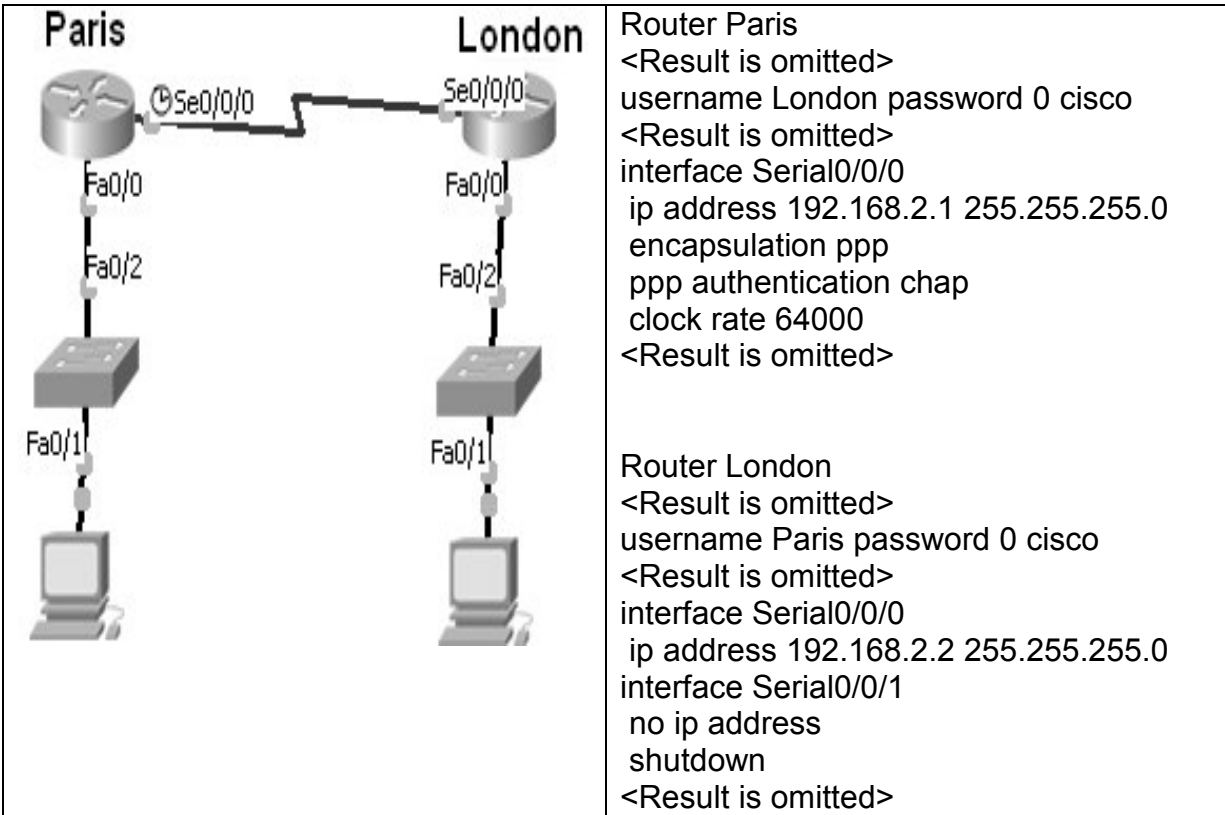 Paris
London
Se0/0/0
Se0/0/0
Fa0/0
Fa0/0
Fa0/2
Fa0/2
Fa0/1
Fa0/1
Router Paris
<Result is omitted>
username London password 0 cisco
<Result is omitted>
interface Serial0/0/0
ip address 192.168.2.1 255.255.255.0
encapsulation ppp
ppp authentication chap
clock rate 64000
<Result is omitted>
Router London
<Result is omitted>
username Paris password 0 cisco
<Result is omitted>
interface Serial0/0/0
ip address 192.168.2.2 255.255.255.0
interface Serial0/0/1
no ip address
shutdown
<Result is omitted>